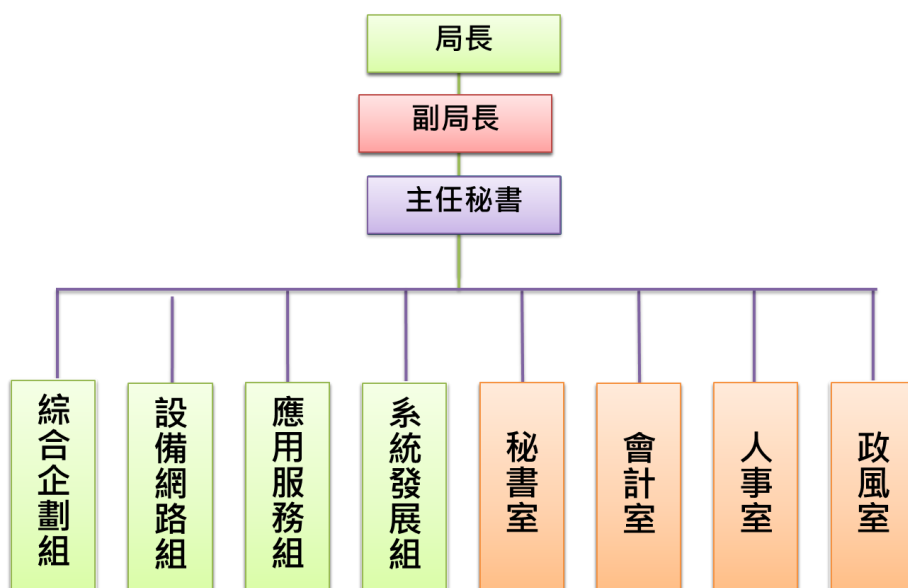 局長
副局長
主任秘書
綜合企劃組
設備網路組
應用服務組
系統發展組
秘書室
會計室
人事室
政風室